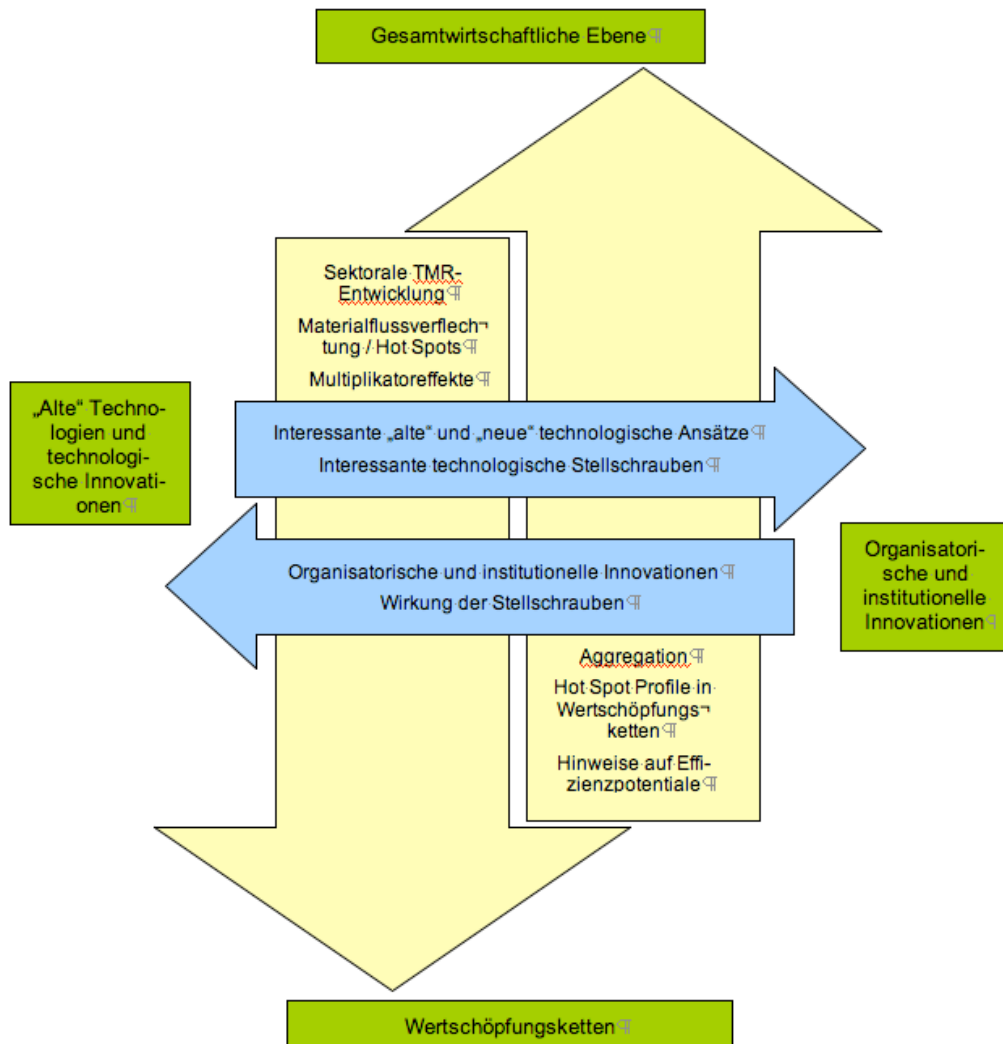 Gesamtwirtschaftliche Ebene¶
Sektorale TMR-
Entwicklung¶
Materialflussverflech¬
tung / Hot Spots¶
Multiplikatoreffekte¶
„Alte“ Techno-
logien und
technologi-
sche Innovati-
onen¶
Interessante „alte“ und „neue“ technologische Ansätze¶
Interessante technologische Stellschrauben¶
Organisatorische und institutionelle Innovationen¶
Wirkung der Stellschrauben¶
Organisatori-
sche und
institutionelle
Innovationen¶
Aggregation¶
Hot Spot Profile in
Wertschöpfungs¬
ketten¶
Hinweise auf Effi-
zienzpotentiale¶
Wertschöpfungsketten¶